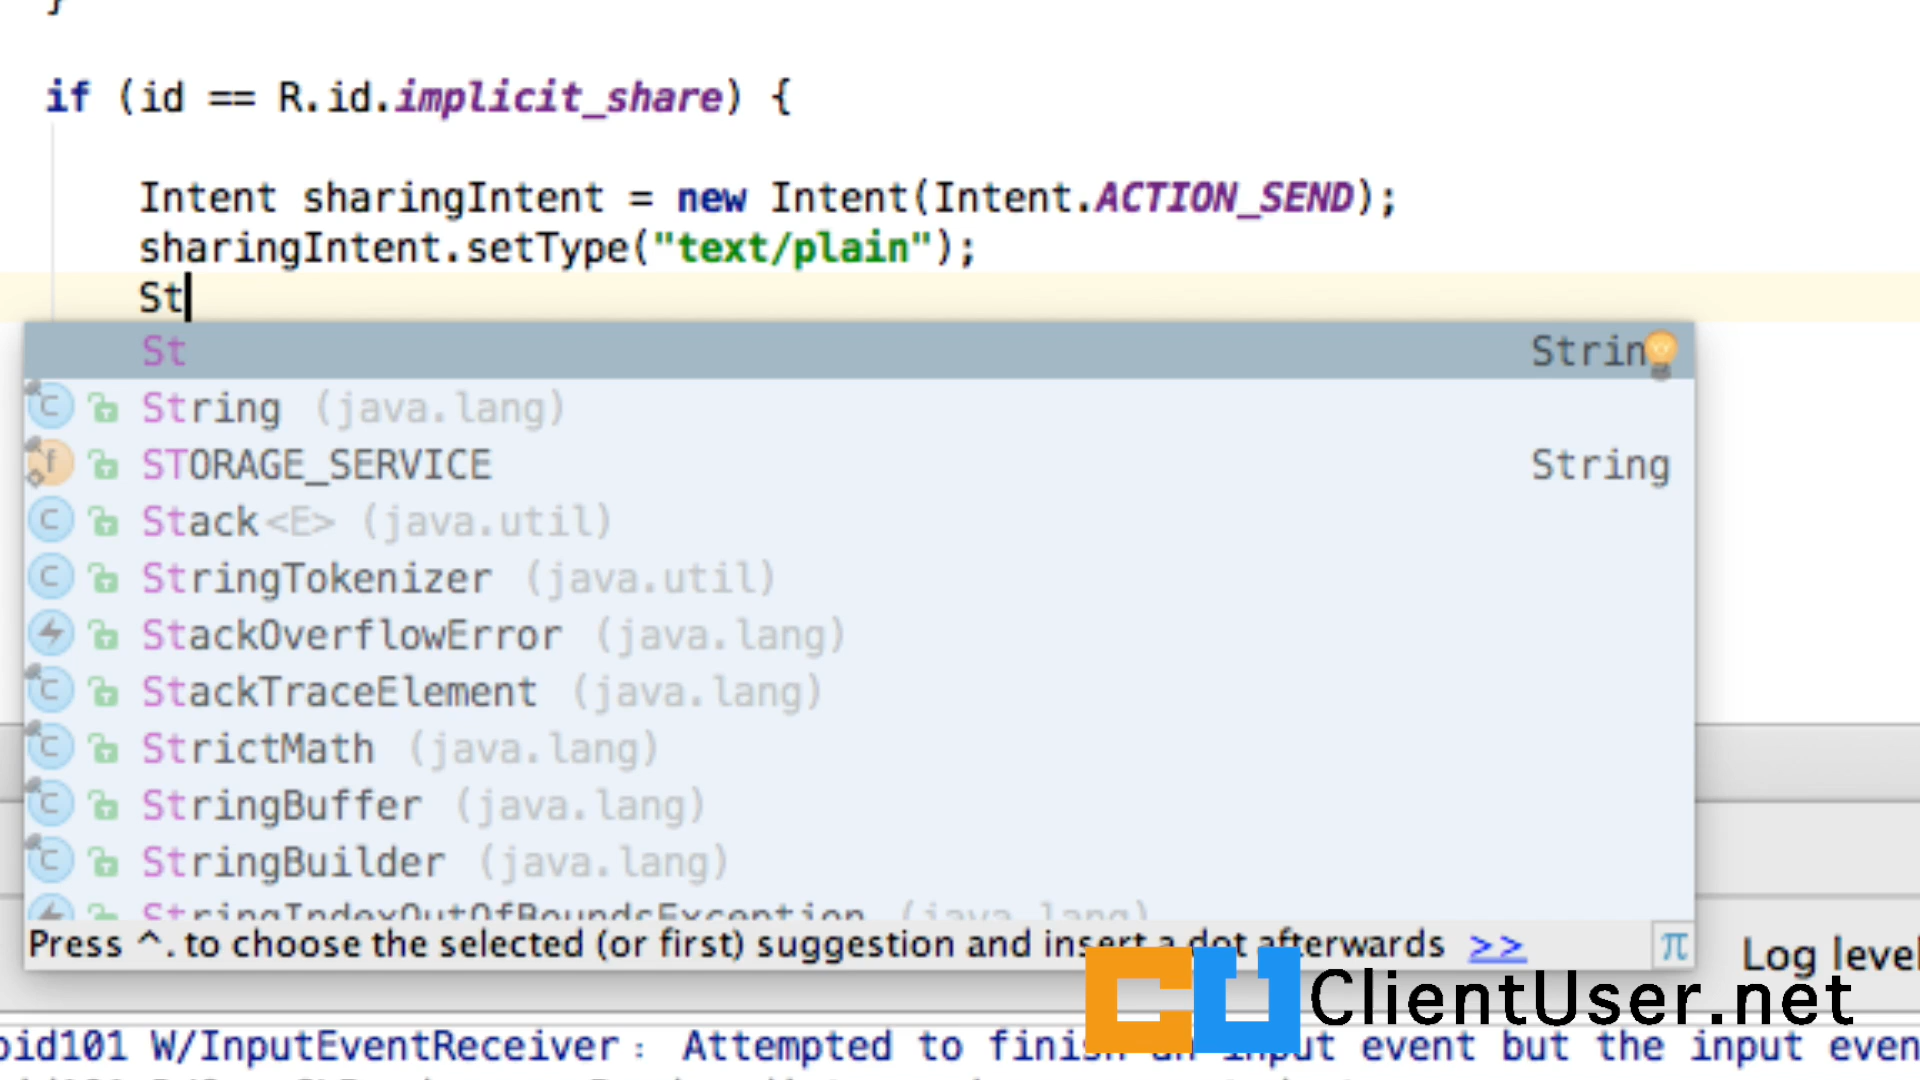 }
if (id == R.id.implicit_share) {
Intent sharingIntent = new Intent(Intent.ACTION_SEND);
sharingIntent.setType("text/plain");
St
St Strin
String (java.lang)
STORAGE_SERVICE String
Stack<E> (java.util)
StringTokenizer (java.util)
StackOverflowError (java.lang)
StackTraceElement (java.lang)
StrictMath (java.lang)
StringBuffer (java.lang)
StringBuilder (java.lang)
StringIndexOutOfBoundsException (java.lang)
Press ^. to choose the selected (or first) suggestion and insert a dot afterwards >> π
Log level
ClientUser.net
oid101 W/InputEventReceiver﹕ Attempted to finish an input event but the input even